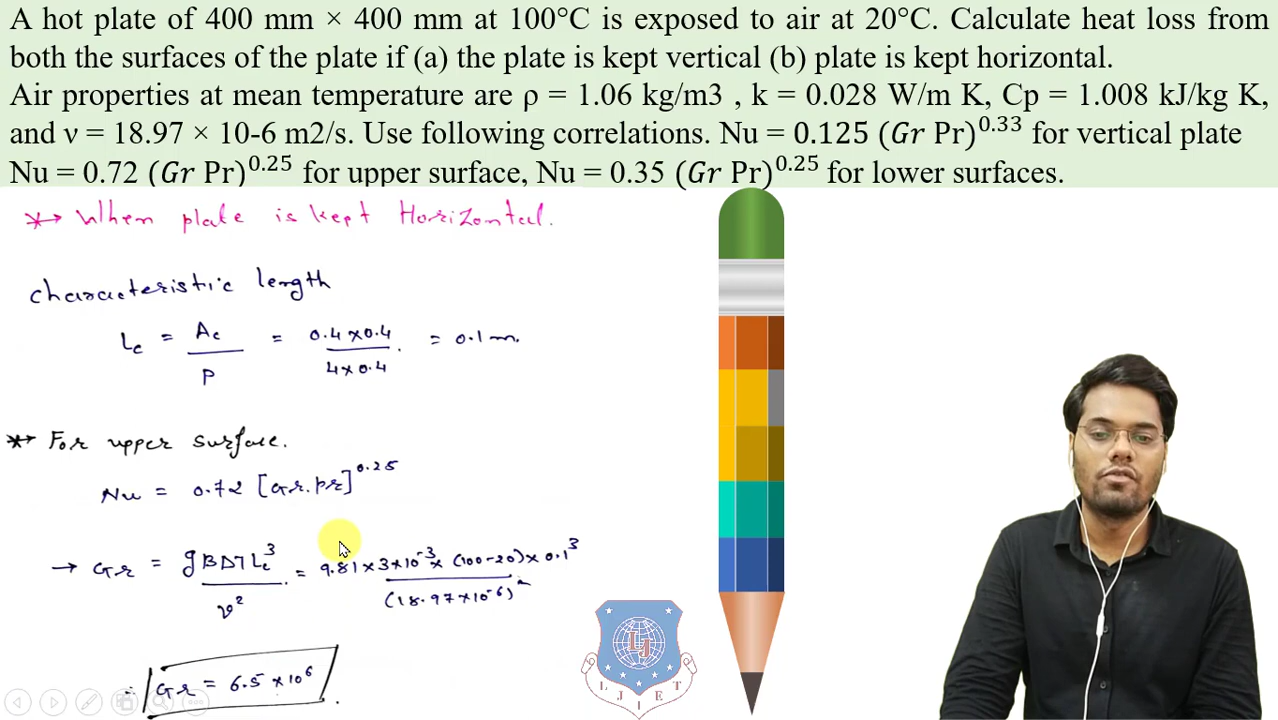 A hot plate of 400 mm × 400 mm at 100°C is exposed to air at 20°C. Calculate heat loss from
both the surfaces of the plate if (a) the plate is kept vertical (b) plate is kept horizontal.
Air properties at mean temperature are ρ = 1.06 kg/m3 , k = 0.028 W/m K, Cp = 1.008 kJ/kg K,
and ν = 18.97 × 10-6 m2/s. Use following correlations. Nu = 0.125 (Gr Pr)^0.33 for vertical plate
Nu = 0.72 (Gr Pr)^0.25 for upper surface, Nu = 0.35 (Gr Pr)^0.25 for lower surfaces.
When plate is kept Horizontal.
characteristic length
Lc = Ac / P = 0.4×0.4 / 4×0.4 = 0.1 m.
For upper surface.
Nu = 0.72 [Gr.pr]^0.25
→ Gr = gβΔTLc^3 / ν^2 = 9.81×3×10^-3 × (100-20)×0.1^3 / (18.97×10^-6)^2
∴ Gr = 6.5 × 10^6
L J I E T